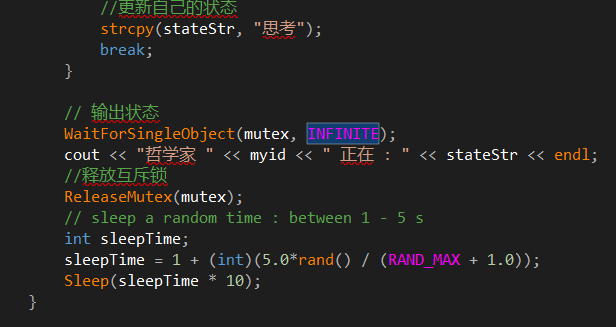 //更新自己的状态
strcpy(stateStr, "思考");
break;
}
// 输出状态
WaitForSingleObject(mutex, INFINITE);
cout << "哲学家 " << myid << " 正在 : " << stateStr << endl;
//释放互斥锁
ReleaseMutex(mutex);
// sleep a random time : between 1 - 5 s
int sleepTime;
sleepTime = 1 + (int)(5.0*rand() / (RAND_MAX + 1.0));
Sleep(sleepTime * 10);
}